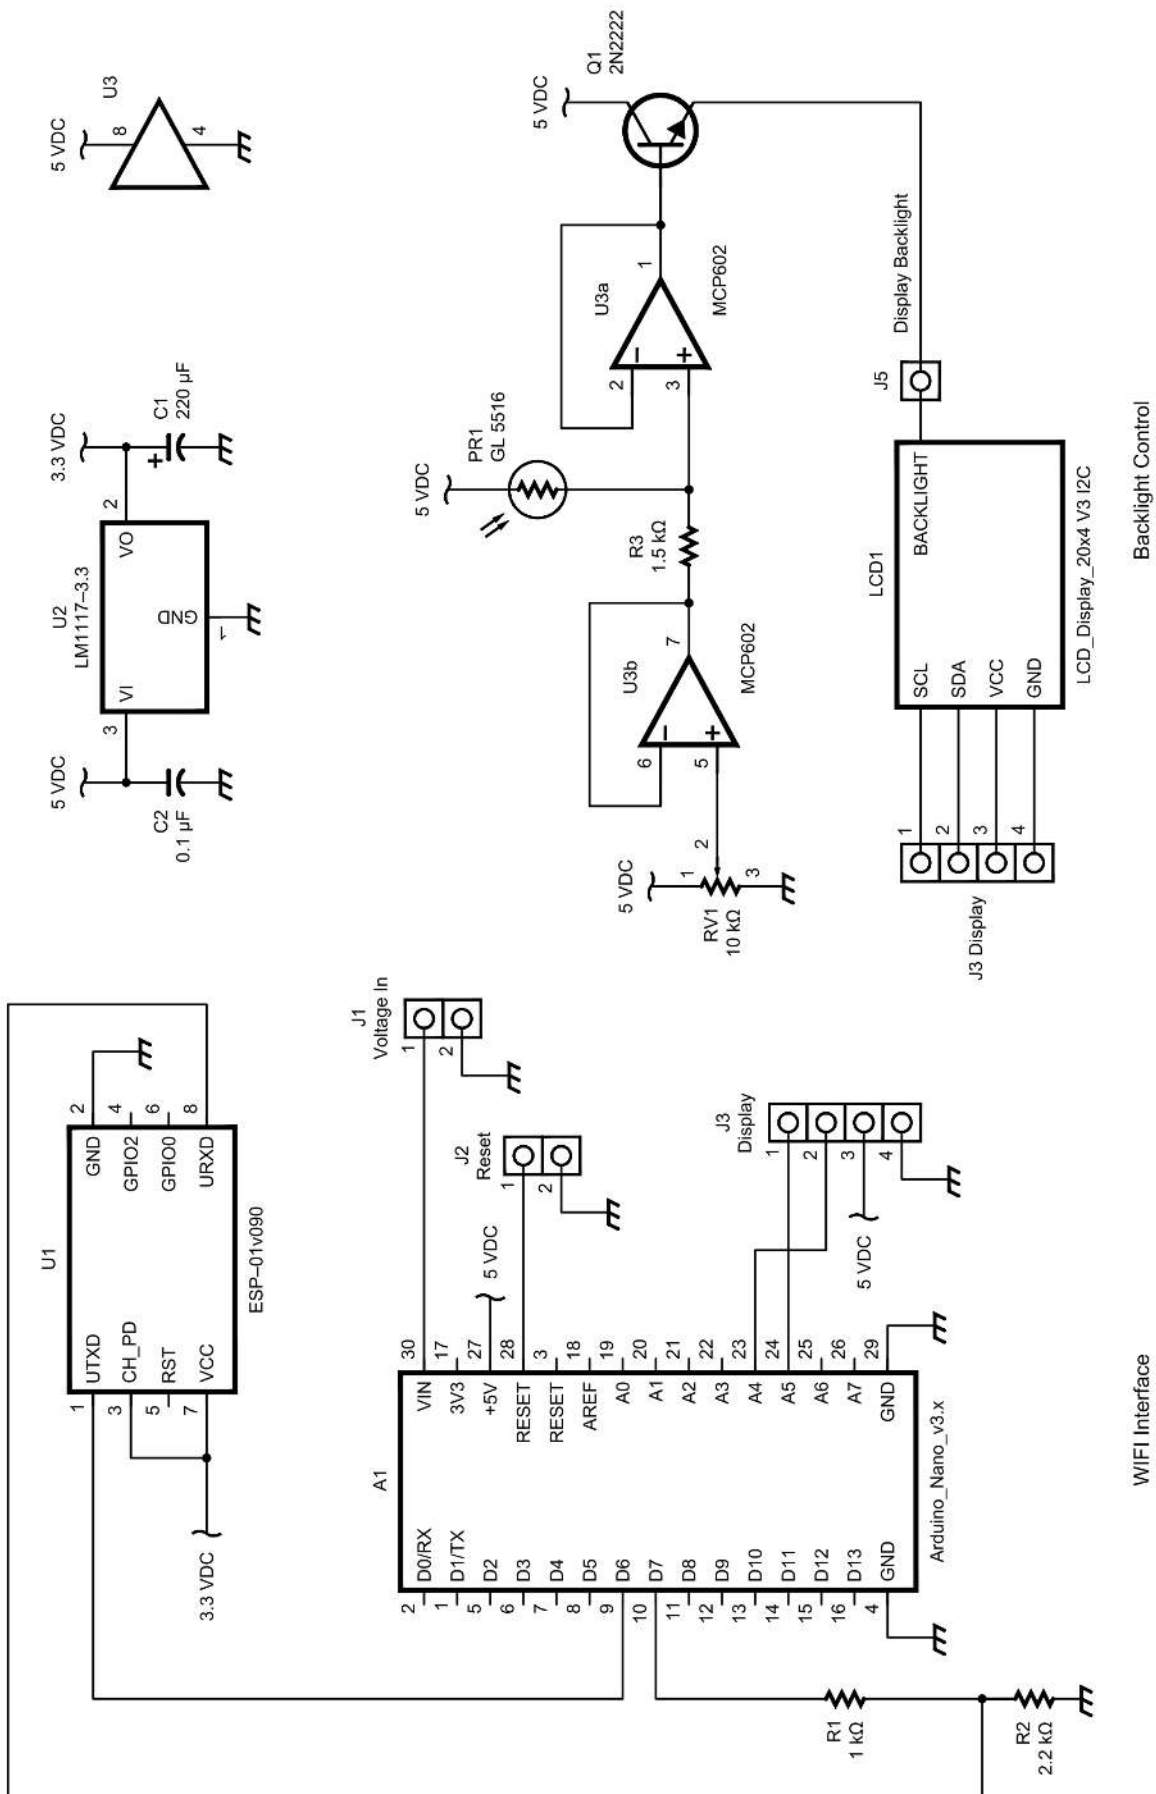 U1
UTXD
CH_PD
RST
VCC
GND
GPIO2
GPIO0
URXD
1
3
5
7
2
4
6
8
ESP–01v090
3.3 VDC
A1
D0/RX
D1/TX
D2
D3
D4
D5
D6
D7
D8
D9
D10
D11
D12
D13
GND
2
1
5
6
7
8
9
10
11
12
13
14
15
16
4
VIN
3V3
+5V
RESET
RESET
AREF
A0
A1
A2
A3
A4
A5
A6
A7
GND
30
17
27
28
3
18
19
20
21
22
23
24
25
26
29
Arduino_Nano_v3.x
5 VDC
J1
Voltage In
1
2
J2
Reset
1
2
J3
Display
1
2
3
4
5 VDC
R1
1 kΩ
R2
2.2 kΩ
WIFI Interface
5 VDC
C2
0.1 µF
3
VI
U2
LM1117–3.3
GND
1
VO
2
3.3 VDC
+
C1
220 µF
5 VDC
8
U3
4
5 VDC
1
2
3
RV1
10 kΩ
6
5
–
+
U3b
7
MCP602
R3
1.5 kΩ
5 VDC
PR1
GL 5516
2
3
–
+
U3a
1
MCP602
5 VDC
Q1
2N2222
J3 Display
1
2
3
4
LCD1
SCL
SDA
VCC
GND
BACKLIGHT
LCD_Display_20x4 V3 I2C
J5
Display Backlight
Backlight Control